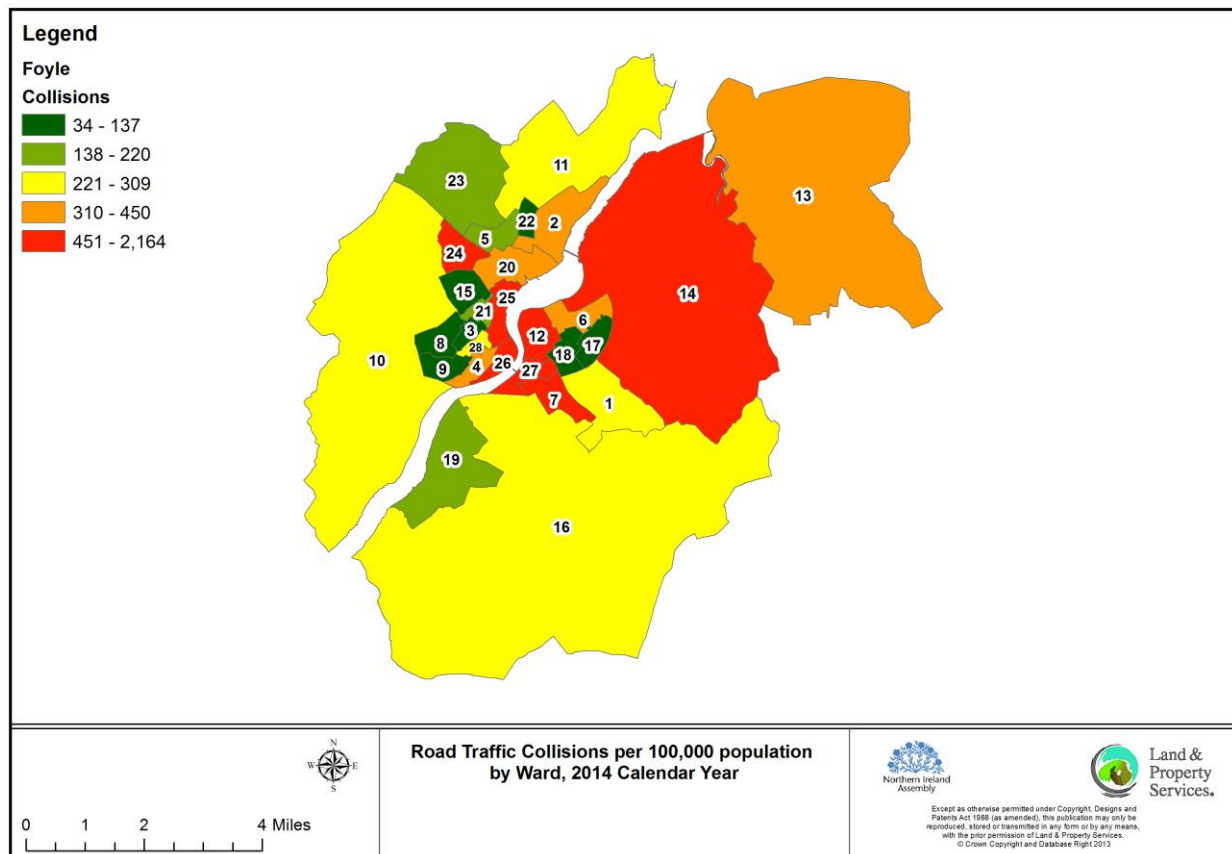 Legend
Foyle
Collisions
34 - 137
138 - 220
221 - 309
310 - 450
451 - 2,164
11
13
23
22
2
5
24
20
14
15
25
21
6
12
3
8
17
28
18
10
9
4
26
27
7
1
19
16
N
W
E
S
0 1 2 4 Miles
Road Traffic Collisions per 100,000 population
by Ward, 2014 Calendar Year
Northern Ireland
Assembly
Land &
Property
Services.
Except as otherwise permitted under Copyright, Designs and
Patents Act 1988 (as amended), this publication may only be
reproduced, stored or transmitted in any form or by any means,
with the prior permission of Land & Property Services.
© Crown Copyright and Database Right 2013